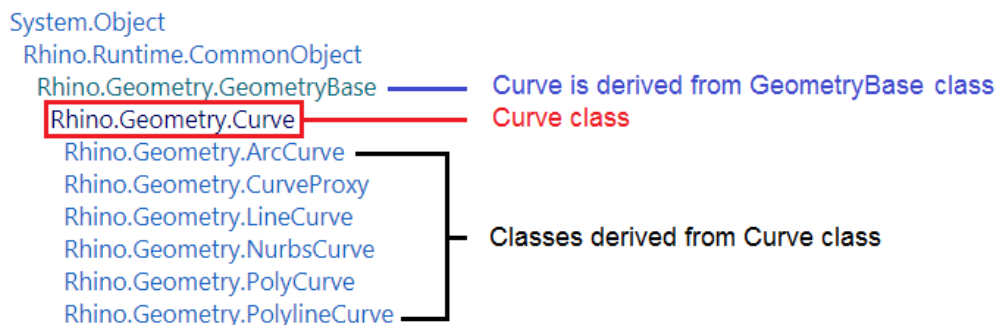 System.Object
Rhino.Runtime.CommonObject
Rhino.Geometry.GeometryBase Curve is derived from GeometryBase class
Rhino.Geometry.Curve Curve class
Rhino.Geometry.ArcCurve
Rhino.Geometry.CurveProxy
Rhino.Geometry.LineCurve
Classes derived from Curve class
Rhino.Geometry.NurbsCurve
Rhino.Geometry.PolyCurve
Rhino.Geometry.PolylineCurve